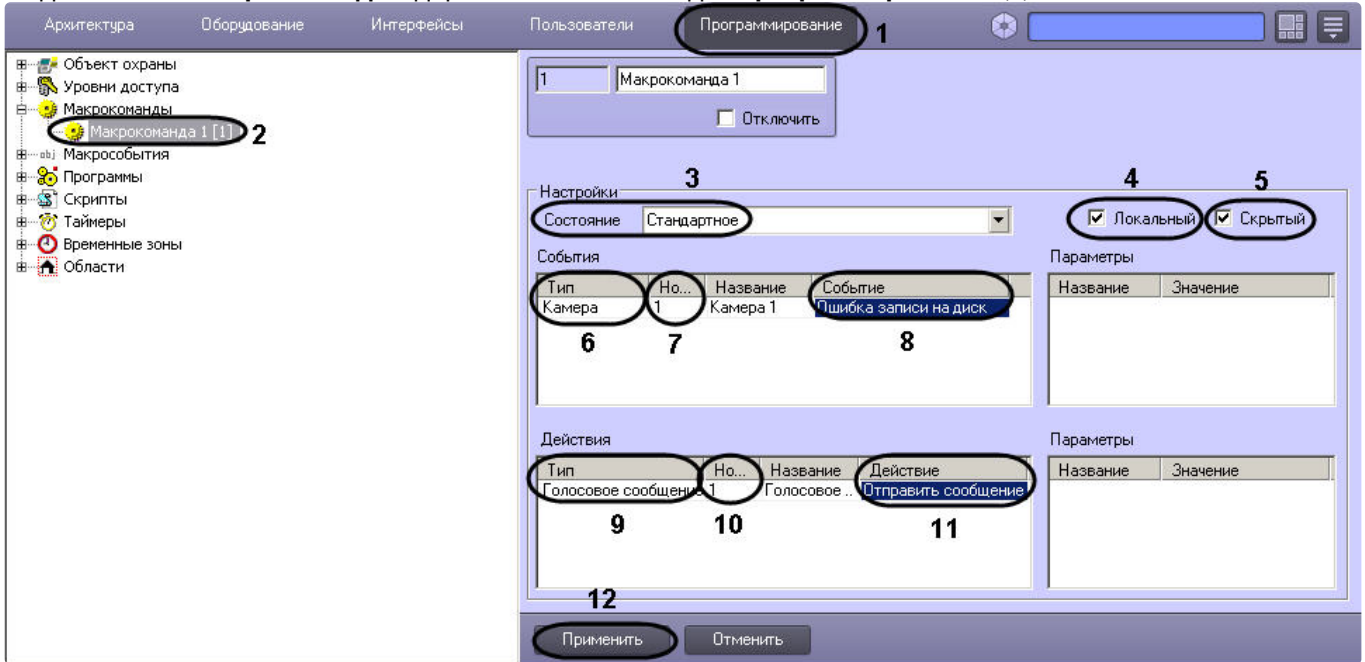 Архитектура Оборудование Интерфейсы Пользователи Программирование 1
Объект охраны
Уровни доступа
Макрокоманды
Макрокоманда 1 [1] 2
obj Макрособытия
Программы
Скрипты
Таймеры
Временные зоны
Области
1 Макрокоманда 1
Отключить
3 4 5
Настройки
Состояние Стандартное Локальный Скрытый
События Параметры
Тип Но... Название Событие Название Значение
Камера 1 Камера 1 Ошибка записи на диск
6 7 8
Действия Параметры
Тип Но... Название Действие Название Значение
Голосовое сообщение 1 Голосовое .. Отправить сообщение
9 10 11
12
Применить Отменить